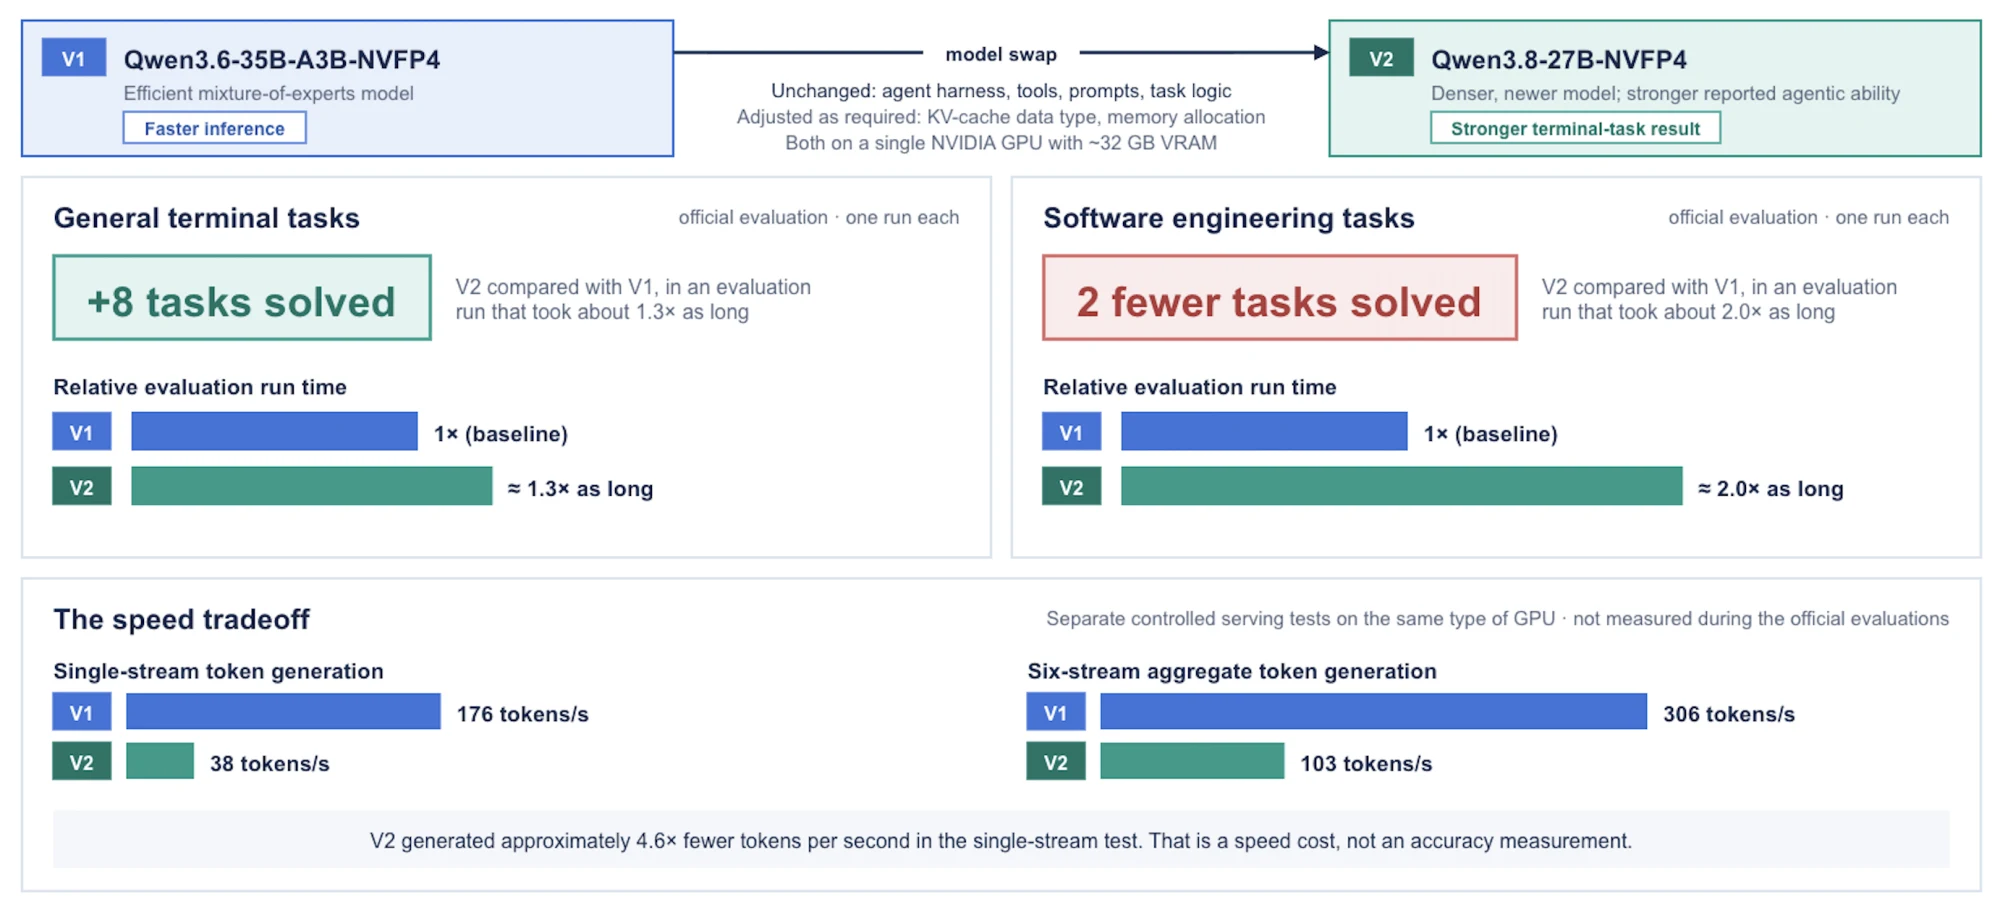 V1
Qwen3.6-35B-A3B-NVFP4
Efficient mixture-of-experts model
Faster inference
model swap
Unchanged: agent harness, tools, prompts, task logic
Adjusted as required: KV-cache data type, memory allocation
Both on a single NVIDIA GPU with ~32 GB VRAM
V2
Qwen3.8-27B-NVFP4
Denser, newer model; stronger reported agentic ability
Stronger terminal-task result
General terminal tasks
official evaluation · one run each
+8 tasks solved
V2 compared with V1, in an evaluation
run that took about 1.3× as long
Relative evaluation run time
V1
1× (baseline)
V2
≈ 1.3× as long
Software engineering tasks
official evaluation · one run each
2 fewer tasks solved
V2 compared with V1, in an evaluation
run that took about 2.0× as long
Relative evaluation run time
V1
1× (baseline)
V2
≈ 2.0× as long
The speed tradeoff
Separate controlled serving tests on the same type of GPU · not measured during the official evaluations
Single-stream token generation
V1
176 tokens/s
V2
38 tokens/s
Six-stream aggregate token generation
V1
306 tokens/s
V2
103 tokens/s
V2 generated approximately 4.6× fewer tokens per second in the single-stream test. That is a speed cost, not an accuracy measurement.